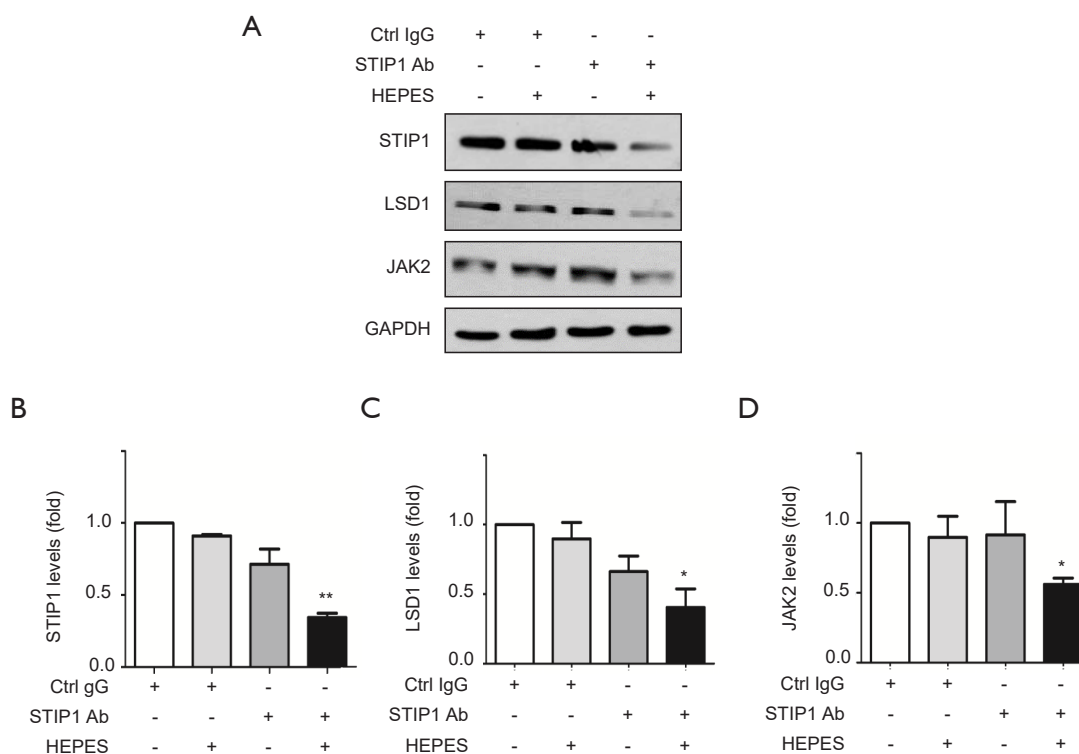 A
Ctrl IgG + + - -
STIP1 Ab - - + +
HEPES - + - +
STIP1
LSD1
JAK2
GAPDH
B
STIP1 levels (fold)
1.0
0.5
0.0
**
Ctrl gG + + - -
STIP1 Ab - - + +
HEPES - + - +
C
LSD1 levels (fold)
1.0
0.5
0.0
*
Ctrl IgG + + - -
STIP1 Ab - - + +
HEPES - + - +
D
JAK2 levels (fold)
1.0
0.5
0.0
*
Ctrl IgG + + - -
STIP1 Ab - - + +
HEPES - + - +